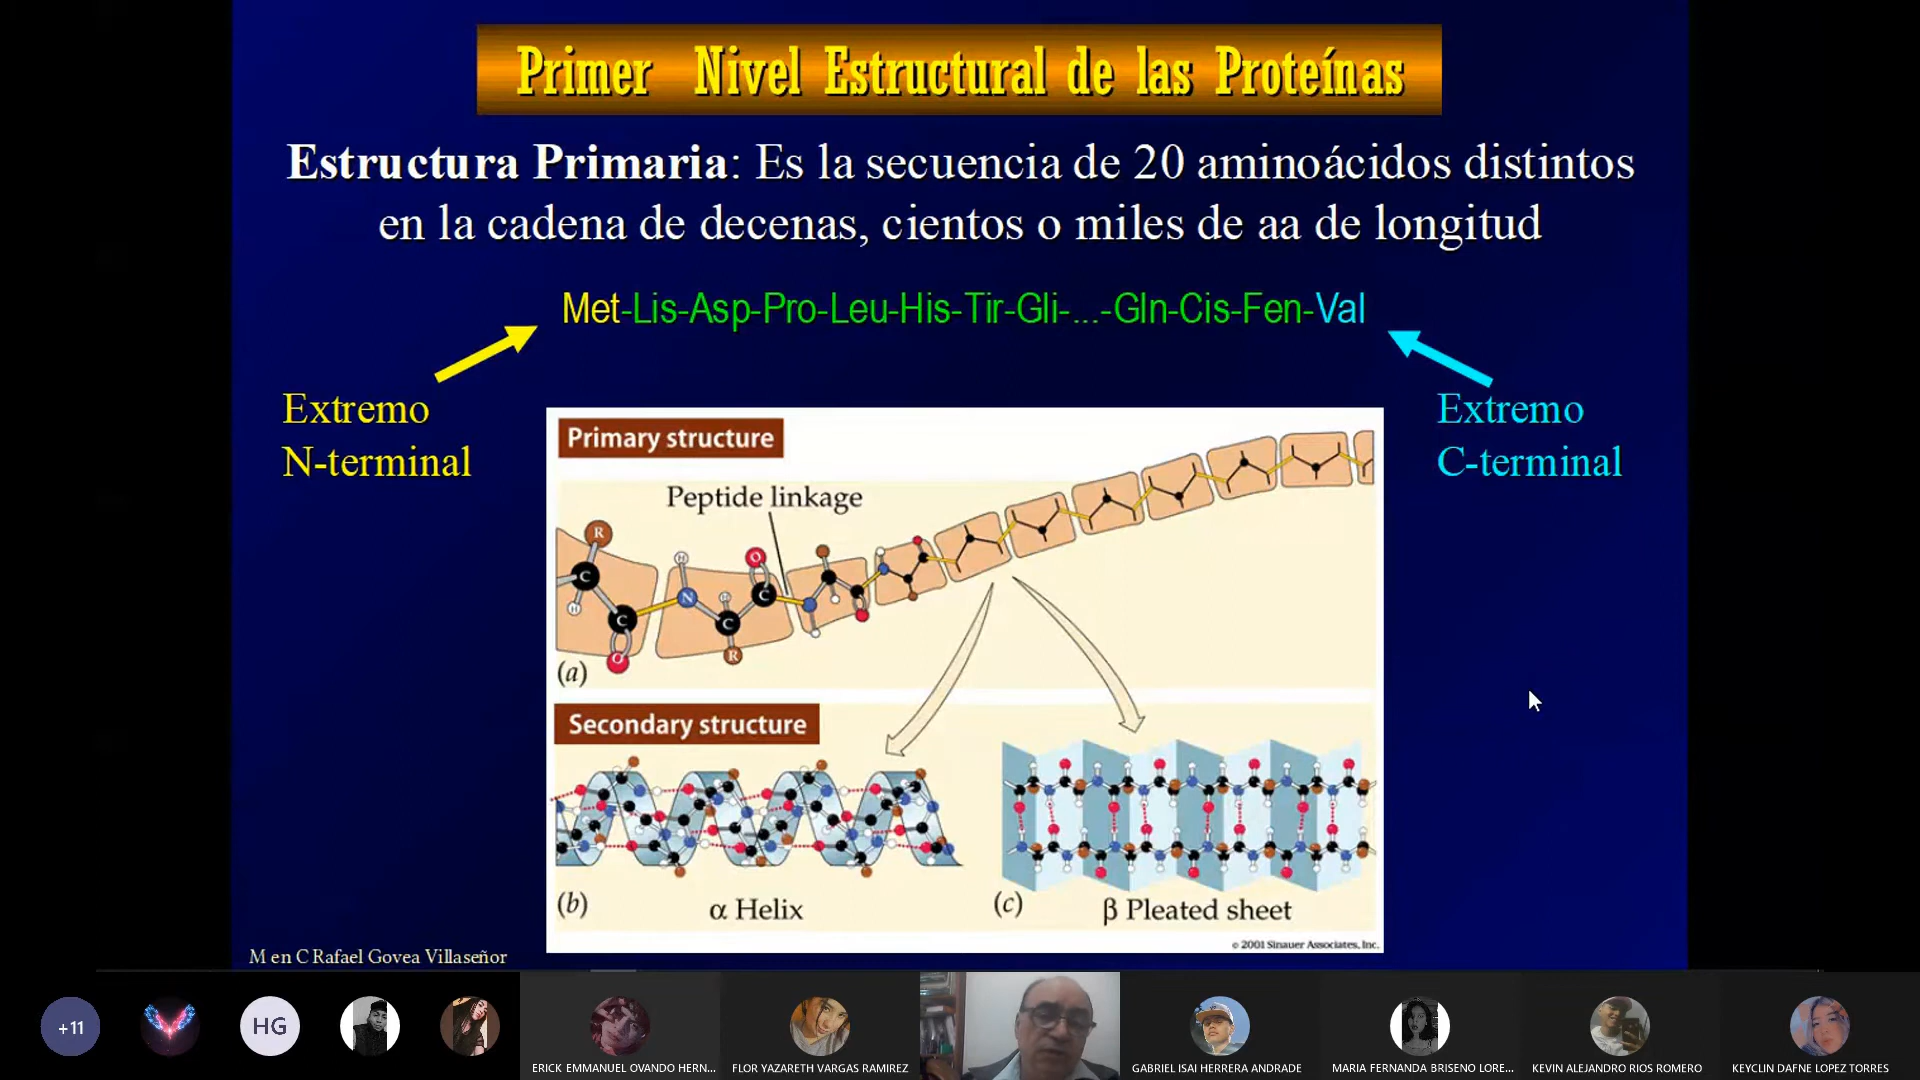 Primer Nivel Estructural de las Proteínas
Estructura Primaria: Es la secuencia de 20 aminoácidos distintos
en la cadena de decenas, cientos o miles de aa de longitud
Met-Lis-Asp-Pro-Leu-His-Tir-Gli-...-Gln-Cis-Fen-Val
Extremo
N-terminal
Extremo
C-terminal
Primary structure
Peptide linkage
R
H
O
C
H
N
H
C
C
C
O
R
(a)
Secondary structure
(b)
α Helix
(c)
β Pleated sheet
© 2001 Sinauer Associates, Inc.
M en C Rafael Govea Villaseñor
+11
HG
ERICK EMMANUEL OVANDO HERN...
FLOR YAZARETH VARGAS RAMIREZ
GABRIEL ISAI HERRERA ANDRADE
MARIA FERNANDA BRISENO LORE...
KEVIN ALEJANDRO RIOS ROMERO
KEYCLIN DAFNE LOPEZ TORRES